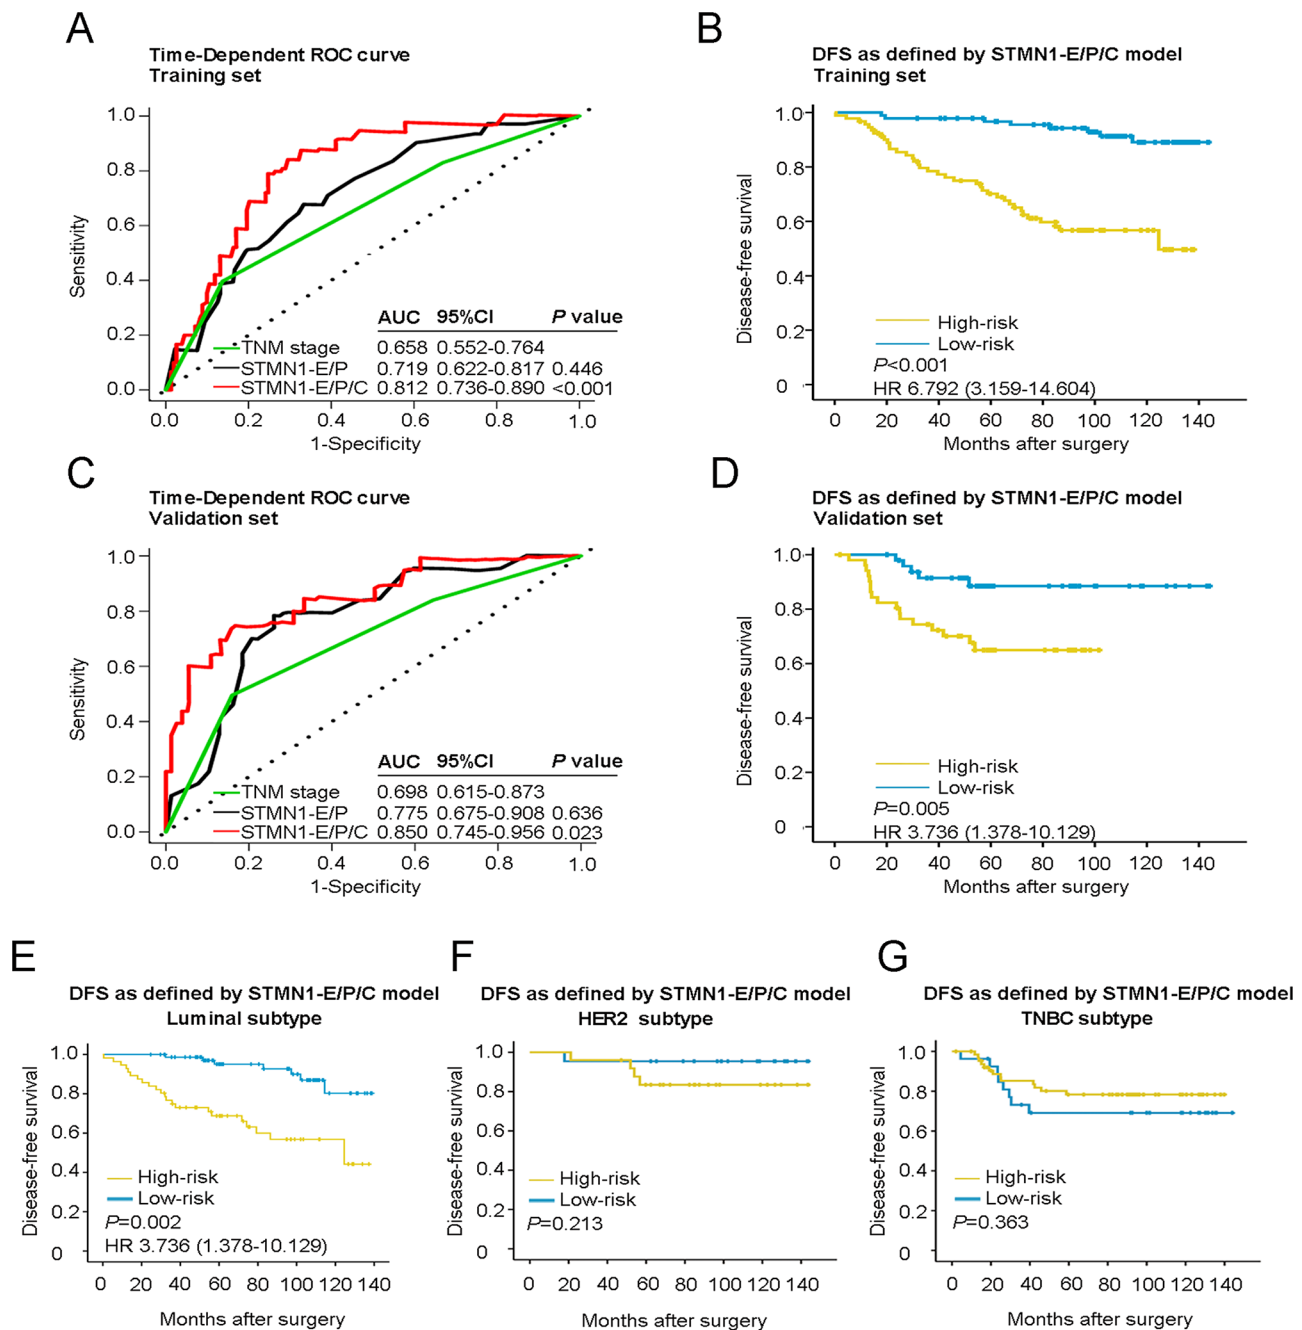 A
Time-Dependent ROC curve
Training set
Sensitivity
1.0
0.8
0.6
0.4
0.2
0.0
AUC 95%CI P value
TNM stage 0.658 0.552-0.764
STMN1-E/P 0.719 0.622-0.817 0.446
STMN1-E/P/C 0.812 0.736-0.890 <0.001
0.0 0.2 0.4 0.6 0.8 1.0
1-Specificity
B
DFS as defined by STMN1-E/P/C model
Training set
Disease-free survival
1.0
0.8
0.6
0.4
0.2
0
High-risk
Low-risk
P<0.001
HR 6.792 (3.159-14.604)
0 20 40 60 80 100 120 140
Months after surgery
C
Time-Dependent ROC curve
Validation set
Sensitivity
1.0
0.8
0.6
0.4
0.2
0.0
AUC 95%CI P value
TNM stage 0.698 0.615-0.873
STMN1-E/P 0.775 0.675-0.908 0.636
STMN1-E/P/C 0.850 0.745-0.956 0.023
0.0 0.2 0.4 0.6 0.8 1.0
1-Specificity
D
DFS as defined by STMN1-E/P/C model
Validation set
Disease-free survival
1.0
0.8
0.6
0.4
0.2
0
High-risk
Low-risk
P=0.005
HR 3.736 (1.378-10.129)
0 20 40 60 80 100 120 140
Months after surgery
E
DFS as defined by STMN1-E/P/C model
Luminal subtype
Disease-free survival
1.0
0.8
0.6
0.4
0.2
0
High-risk
Low-risk
P=0.002
HR 3.736 (1.378-10.129)
0 20 40 60 80 100 120 140
Months after surgery
F
DFS as defined by STMN1-E/P/C model
HER2 subtype
Disease-free survival
1.0
0.8
0.6
0.4
0.2
0
High-risk
Low-risk
P=0.213
0 20 40 60 80 100 120 140
Months after surgery
G
DFS as defined by STMN1-E/P/C model
TNBC subtype
Disease-free survival
1.0
0.8
0.6
0.4
0.2
0
High-risk
Low-risk
P=0.363
0 20 40 60 80 100 120 140
Months after surgery